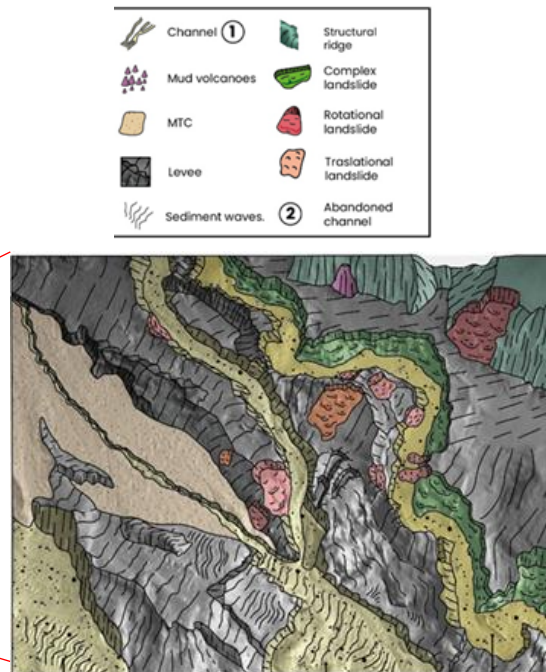 Channel 1
Mud volcanoes
MTC
Levee
Sediment waves.
Structural
ridge
Complex
landslide
Rotational
landslide
Traslational
landslide
2 Abandoned
channel